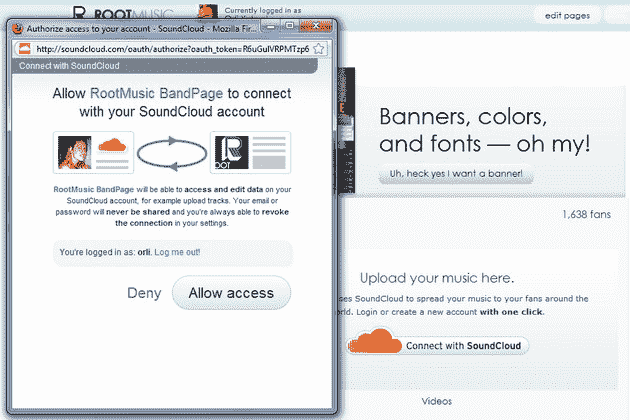 ROOTMUSIC
Currently logged in as
edit pages
Authorize access to your account - SoundCloud - Mozilla Fir...
http://soundcloud.com/oauth/authorize?oauth_token=R6uGulVRPMTzp6
Connect with SoundCloud
Allow RootMusic BandPage to connect
with your SoundCloud account
R
OOT
RootMusic BandPage will be able to access and edit data on your
SoundCloud account, for example upload tracks. Your email or
password will never be shared and you're always able to revoke
the connection in your settings.
You're logged in as: orli. Log me out!
Deny
Allow access
Banners, colors,
and fonts — oh my!
Uh, heck yes I want a banner!
1,638 fans
Upload your music here.
ses SoundCloud to spread your music to your fans around the
orld. Login or create a new account with one click.
Connect with SoundCloud
Videos